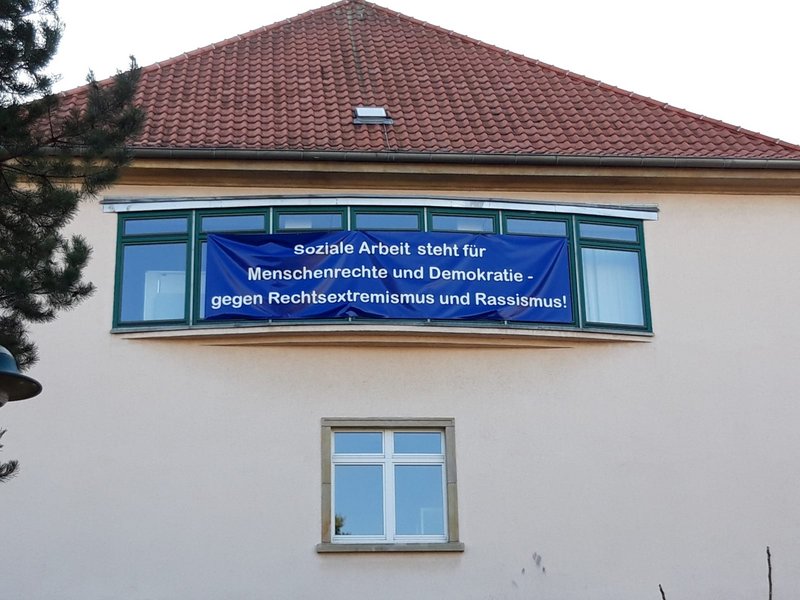 Soziale Arbeit steht für
Menschenrechte und Demokratie -
gegen Rechtsextremismus und Rassismus!